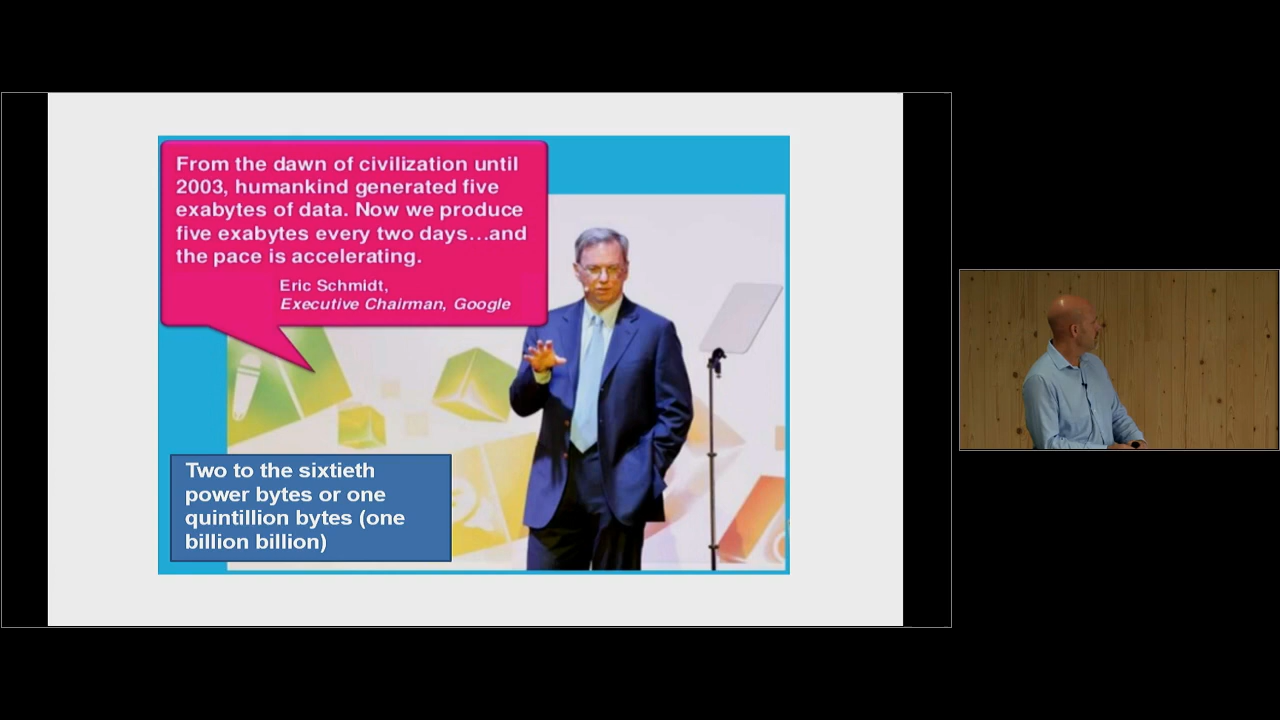 From the dawn of civilization until
2003, humankind generated five
exabytes of data. Now we produce
five exabytes every two days…and
the pace is accelerating.
Eric Schmidt,
Executive Chairman, Google
Two to the sixtieth
power bytes or one
quintillion bytes (one
billion billion)